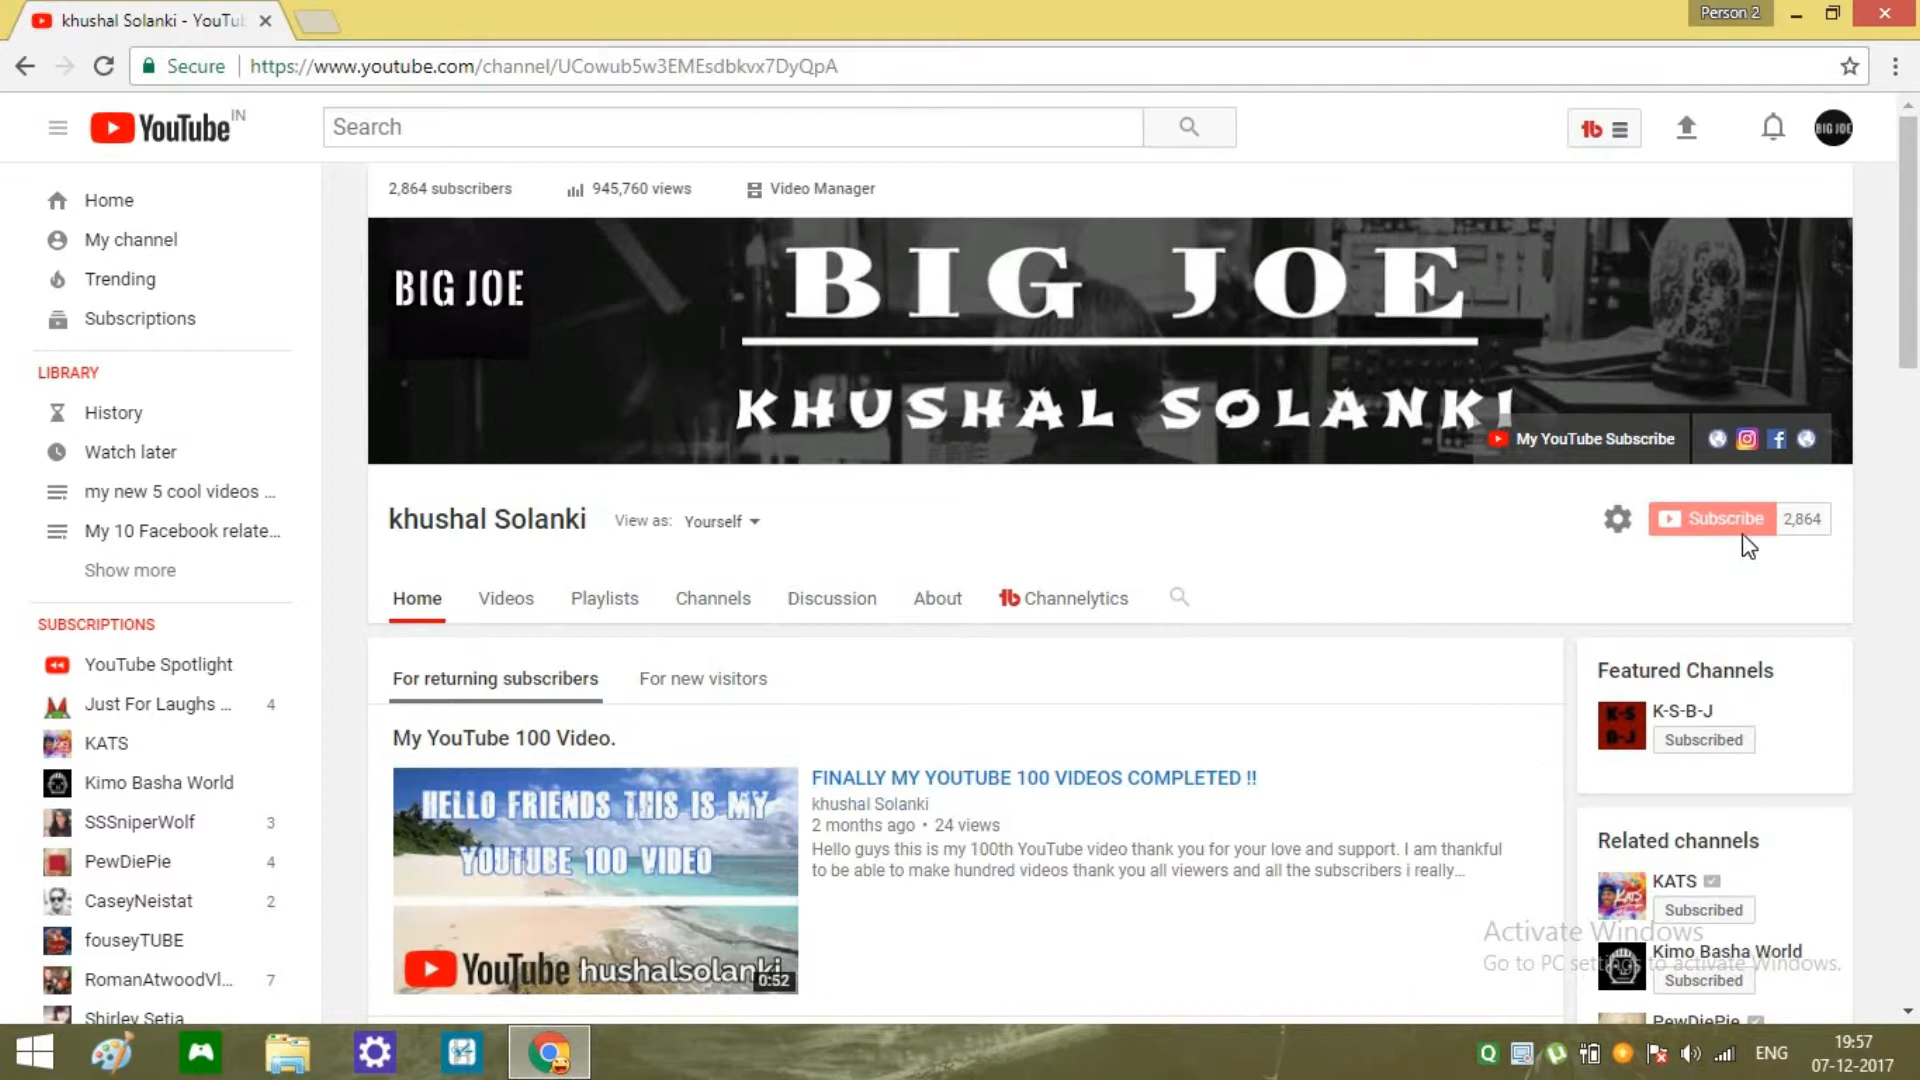 khushal Solanki - YouTub
Person 2
Secure
https://www.youtube.com/channel/UCowub5w3EMEsdbkvx7DyQpA
YouTube IN
Search
BIG JOE
Home
My channel
Trending
Subscriptions
LIBRARY
History
Watch later
my new 5 cool videos ...
My 10 Facebook relate...
Show more
SUBSCRIPTIONS
YouTube Spotlight
Just For Laughs ... 4
KATS
Kimo Basha World
SSSniperWolf 3
PewDiePie 4
CaseyNeistat 2
fouseyTUBE
RomanAtwoodVl... 7
Shirley Setia
2,864 subscribers
945,760 views
Video Manager
BIG JOE
BIG JOE
KHUSHAL SOLANKI
My YouTube Subscribe
khushal Solanki
View as: Yourself
Subscribe 2,864
Home
Videos
Playlists
Channels
Discussion
About
Channelytics
For returning subscribers
For new visitors
My YouTube 100 Video.
HELLO FRIENDS THIS IS MY
YOUTUBE 100 VIDEO
YouTube hushalsolanki
0:52
FINALLY MY YOUTUBE 100 VIDEOS COMPLETED !!
khushal Solanki
2 months ago • 24 views
Hello guys this is my 100th YouTube video thank you for your love and support. I am thankful
to be able to make hundred videos thank you all viewers and all the subscribers i really...
Featured Channels
K-S
B-J
K-S-B-J
Subscribed
Related channels
KATS
Subscribed
Kimo Basha World
Subscribed
PewDiePie
Activate Windows
Go to PC settings to activate Windows.
ENG
19:57
07-12-2017